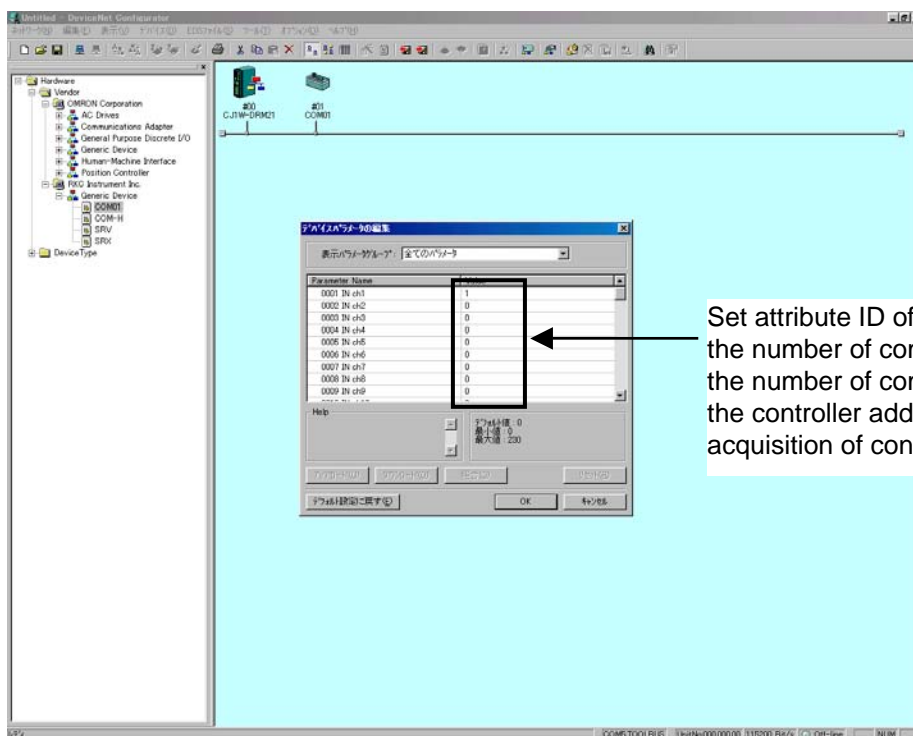 Untitled - DeviceNet Configurator
Hardware
Vendor
OMRON Corporation
AC Drives
Communications Adapter
General Purpose Discrete I/O
Generic Device
Human-Machine Interface
Position Controller
RKC Instrument Inc.
Generic Device
COM01
COM-H
SRV
SRX
DeviceType
#00
CJ1W-DRM21
#01
COM01
デバイスパラメータの編集
表示パラメータグループ: 全てのパラメータ
Parameter Name
0001 IN ch1 1
0002 IN ch2 0
0003 IN ch3 0
0004 IN ch4 0
0005 IN ch5 0
0006 IN ch6 0
0007 IN ch7 0
0008 IN ch8 0
0009 IN ch9 0
Help
デフォルト値 : 0
最小値 : 0
最大値 : 230
デフォルト設定に戻す(E)
OK
キャンセル
Set attribute ID of
the number of cor
the number of cor
the controller add
acquisition of con
Off-line
NUM